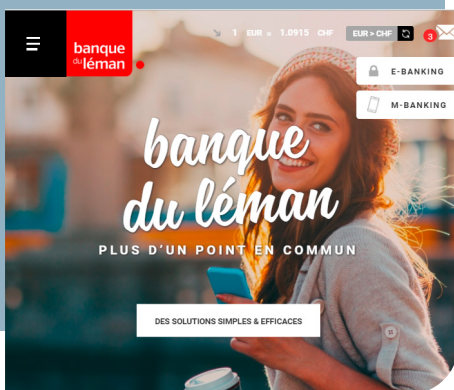 banque
du léman
1 EUR = 1.0915 CHF
EUR > CHF
3
E-BANKING
M-BANKING
banque
du léman
PLUS D'UN POINT EN COMMUN
DES SOLUTIONS SIMPLES & EFFICACES